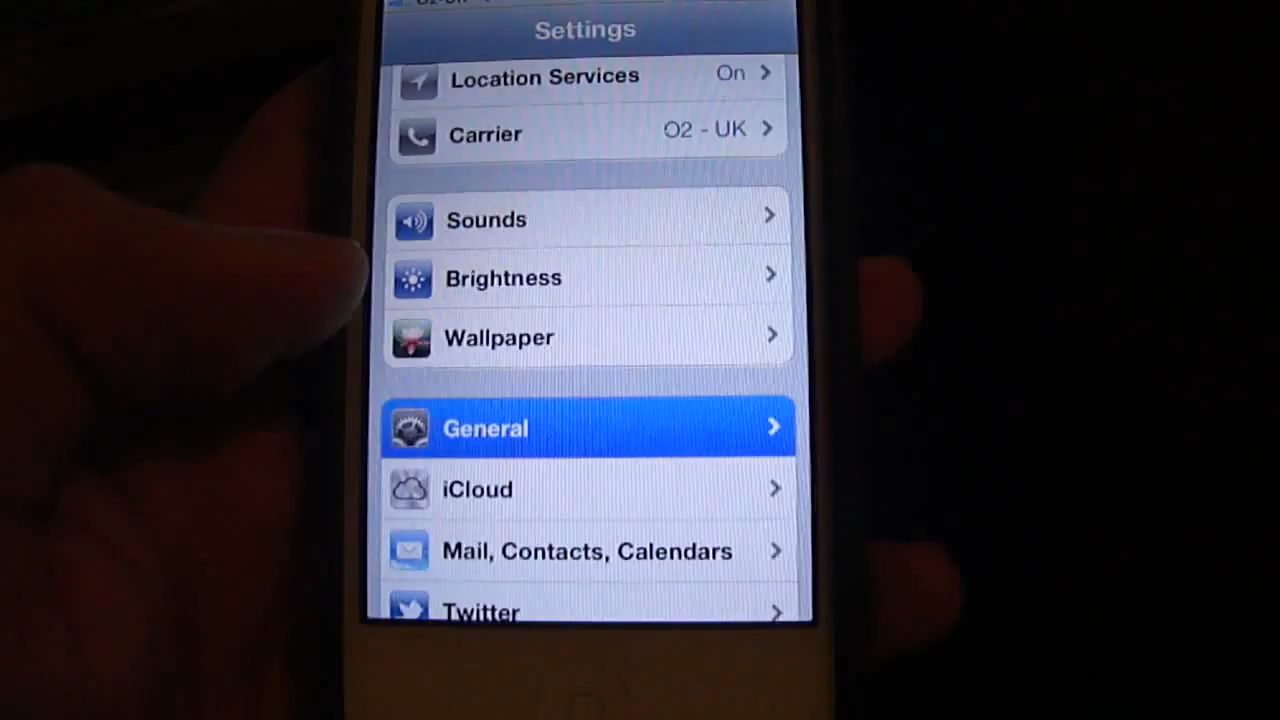 Settings
Location Services On
Carrier O2 - UK
Sounds
Brightness
Wallpaper
General
iCloud
Mail, Contacts, Calendars
Twitter